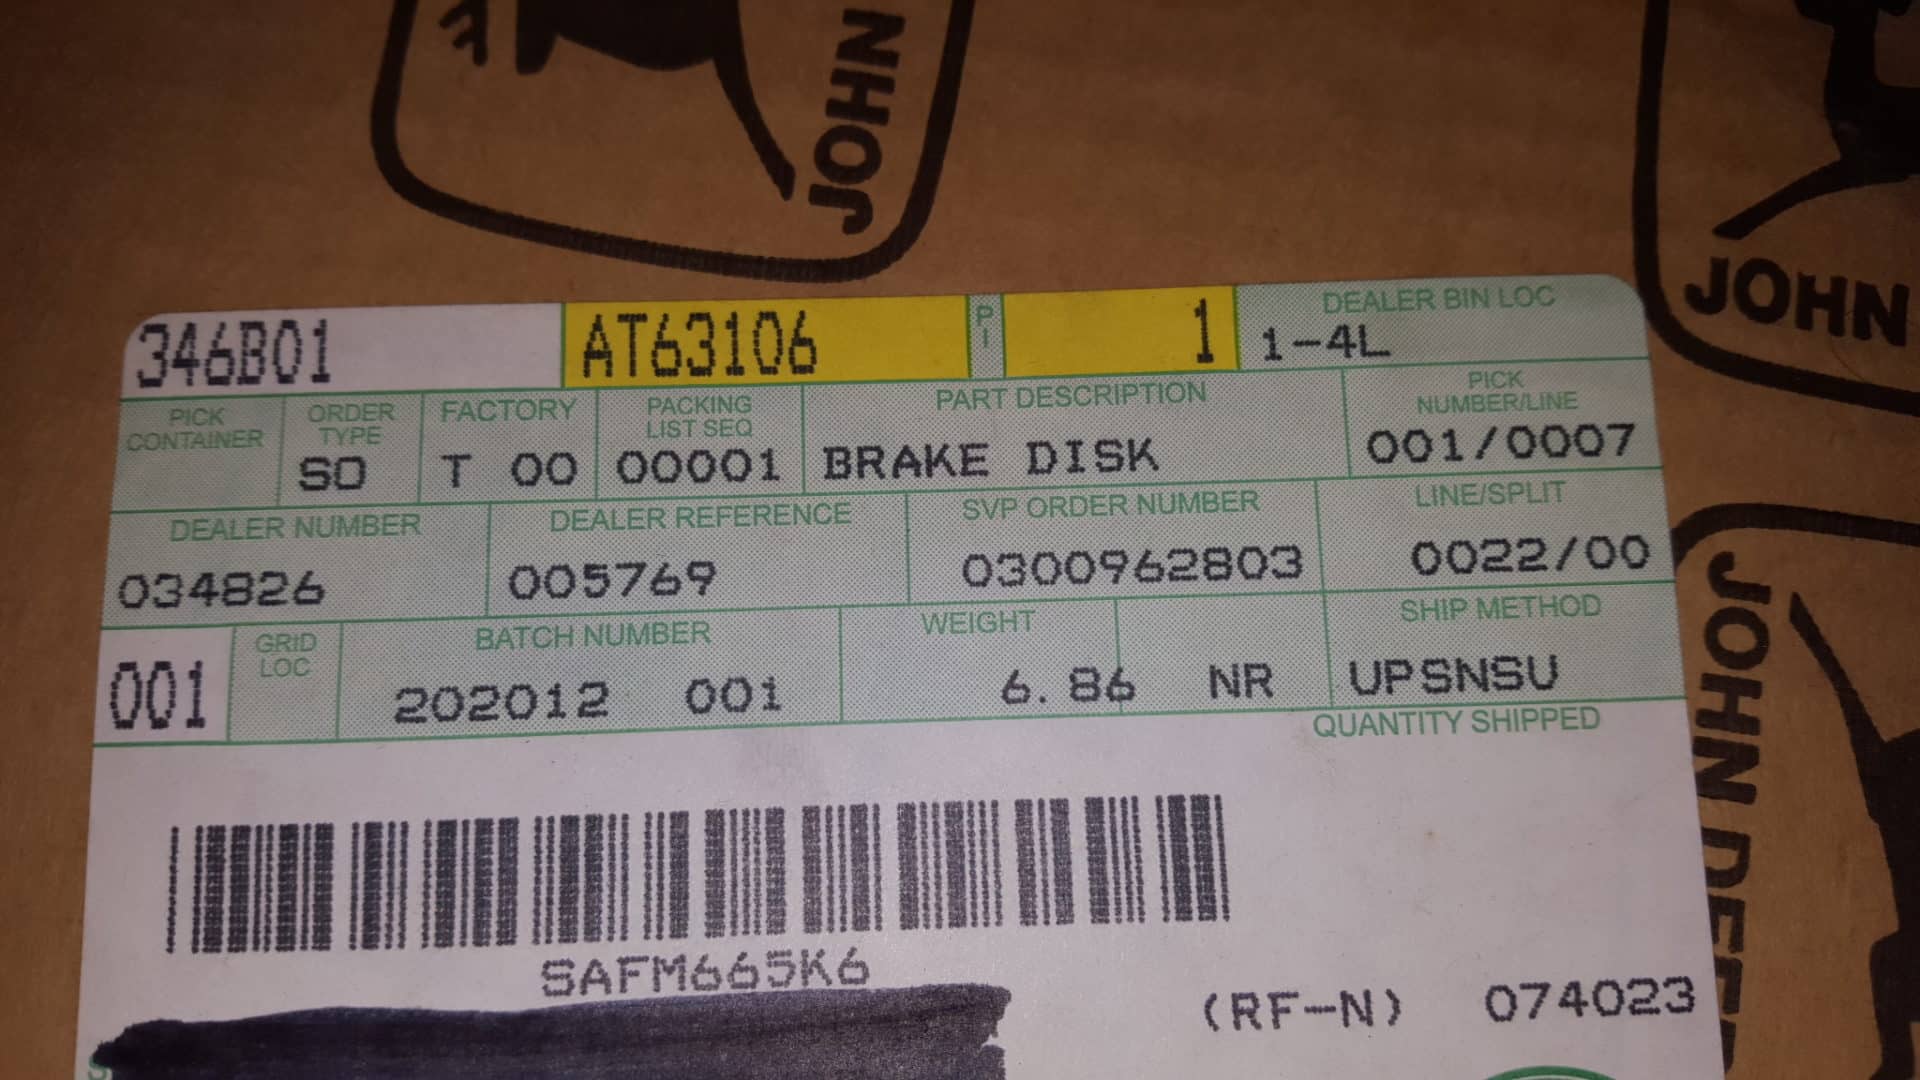 JOHN
JOHN
JOHN DEER
346B01 AT63106 PI 1 DEALER BIN LOC
1-4L
PICK CONTAINER ORDER TYPE FACTORY PACKING LIST SEQ PART DESCRIPTION PICK NUMBER/LINE
SO T 00 00001 BRAKE DISK 001/0007
DEALER NUMBER DEALER REFERENCE SVP ORDER NUMBER LINE/SPLIT
034826 005769 0300962803 0022/00
GRID LOC BATCH NUMBER WEIGHT SHIP METHOD
001 202012 001 6.86 NR UPSNSU
QUANTITY SHIPPED
SAFM665K6
(RF-N) 074023